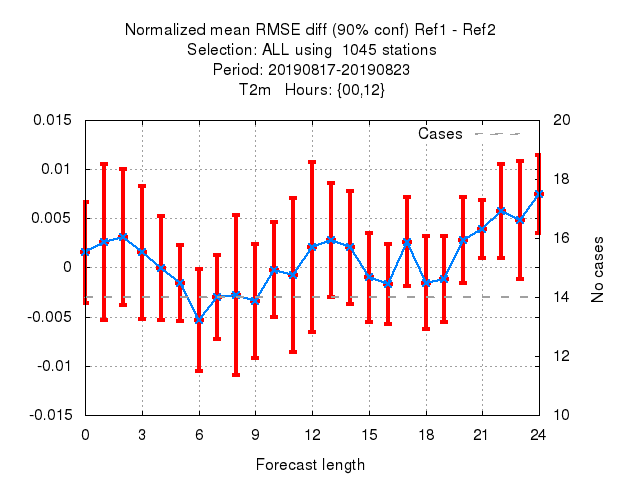 Normalized mean RMSE diff (90% conf) Ref1 - Ref2
Selection: ALL using  1045 stations
Period: 20190817-20190823
T2m   Hours: {00,12}
Cases
0.015
0.01
0.005
0
-0.005
-0.01
-0.015
20
18
16
14
12
10
No cases
0 3 6 9 12 15 18 21 24
Forecast length